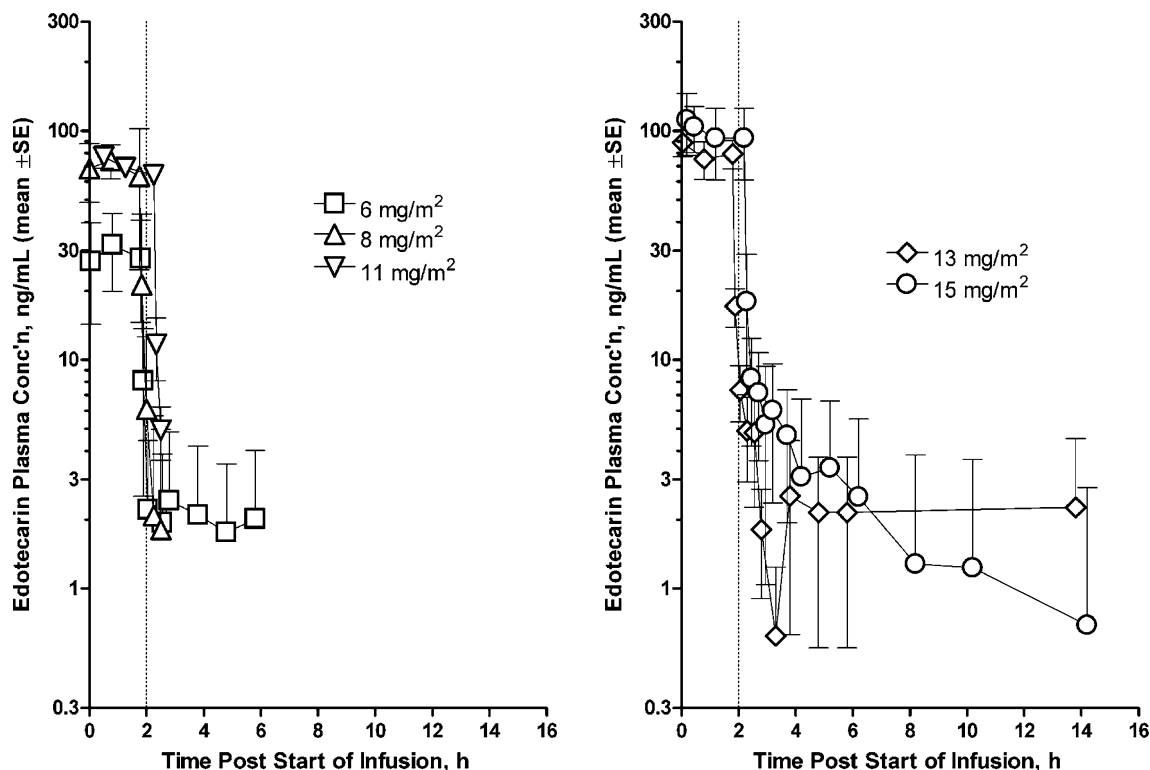 Edotecarin Plasma Conc'n, ng/mL (mean ±SE)
300
100
30
10
3
1
0.3
6 mg/m²
8 mg/m²
11 mg/m²
0 2 4 6 8 10 12 14 16
Time Post Start of Infusion, h
Edotecarin Plasma Conc'n, ng/mL (mean ±SE)
300
100
30
10
3
1
0.3
13 mg/m²
15 mg/m²
0 2 4 6 8 10 12 14 16
Time Post Start of Infusion, h